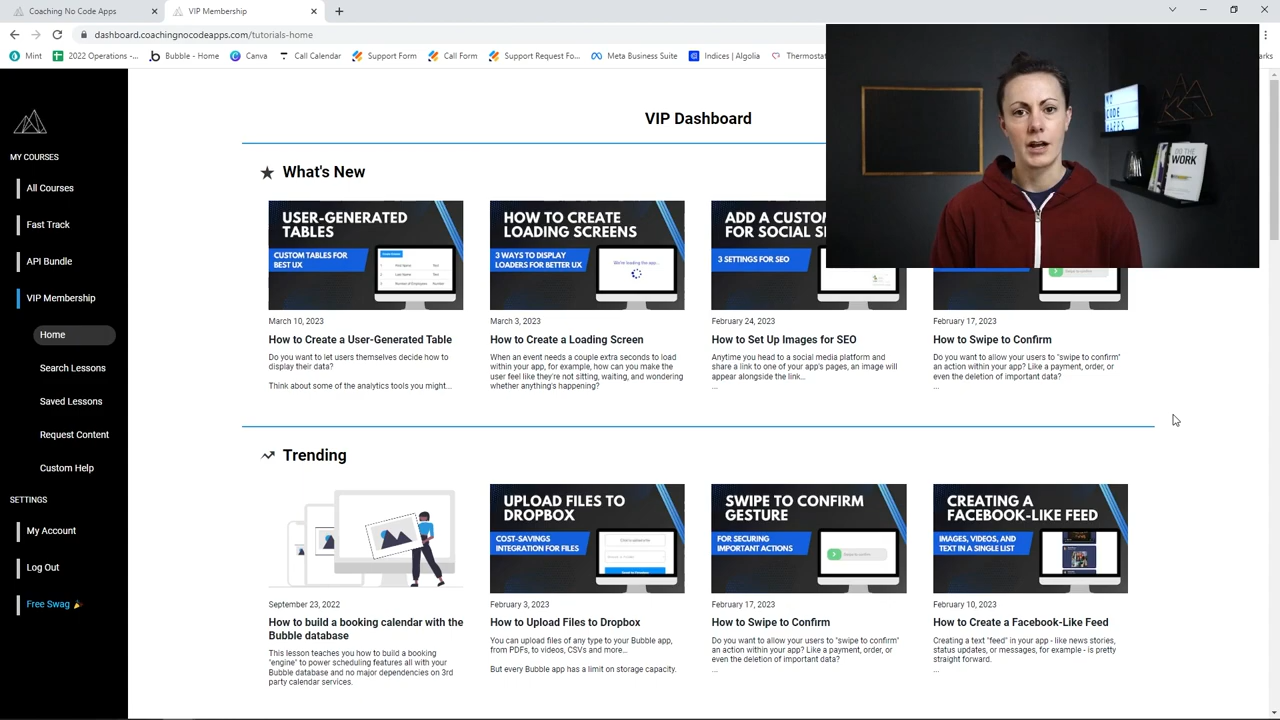 Coaching No Code Apps
VIP Membership
dashboard.coachingnocodeapps.com/tutorials-home
Mint
2022 Operations -...
Bubble - Home
Canva
Call Calendar
Support Form
Call Form
Support Request Fo...
Meta Business Suite
Indices | Algolia
Thermostat
arks
NO
CODE
APPS
DO THE
WORK
MY COURSES
All Courses
Fast Track
API Bundle
VIP Membership
Home
Search Lessons
Saved Lessons
Request Content
Custom Help
SETTINGS
My Account
Log Out
Free Swag 🎉
VIP Dashboard
What's New
USER-GENERATED
TABLES
CUSTOM TABLES FOR
BEST UX
March 10, 2023
How to Create a User-Generated Table
Do you want to let users themselves decide how to
display their data?
Think about some of the analytics tools you might...
HOW TO CREATE
LOADING SCREENS
3 WAYS TO DISPLAY
LOADERS FOR BETTER UX
We're loading the app...
March 3, 2023
How to Create a Loading Screen
When an event needs a couple extra seconds to load
within your app, for example, how can you make the
user feel like they're not sitting, waiting, and wondering
whether anything's happening?
ADD A CUSTO
FOR SOCIAL S
3 SETTINGS FOR SEO
February 24, 2023
How to Set Up Images for SEO
Anytime you head to a social media platform and
share a link to one of your app's pages, an image will
appear alongside the link...
...
Swipe to confirm
February 17, 2023
How to Swipe to Confirm
Do you want to allow your users to "swipe to confirm"
an action within your app? Like a payment, order, or
even the deletion of important data?
...
Trending
September 23, 2022
How to build a booking calendar with the
Bubble database
This lesson teaches you how to build a booking
"engine" to power scheduling features all with your
Bubble database and no major dependencies on 3rd
party calendar services.
UPLOAD FILES TO
DROPBOX
COST-SAVINGS
INTEGRATION FOR FILES
February 3, 2023
How to Upload Files to Dropbox
You can upload files of any type to your Bubble app,
from PDFs, to videos, CSVs and more...
But every Bubble app has a limit on storage capacity.
SWIPE TO CONFIRM
GESTURE
FOR SECURING
IMPORTANT ACTIONS
Swipe to confirm
February 17, 2023
How to Swipe to Confirm
Do you want to allow your users to "swipe to confirm"
an action within your app? Like a payment, order, or
even the deletion of important data?
...
CREATING A
FACEBOOK-LIKE FEED
IMAGES, VIDEOS, AND
TEXT IN A SINGLE LIST
February 10, 2023
How to Create a Facebook-Like Feed
Creating a text "feed" in your app - like news stories,
status updates, or messages, for example - is pretty
straight forward.
...